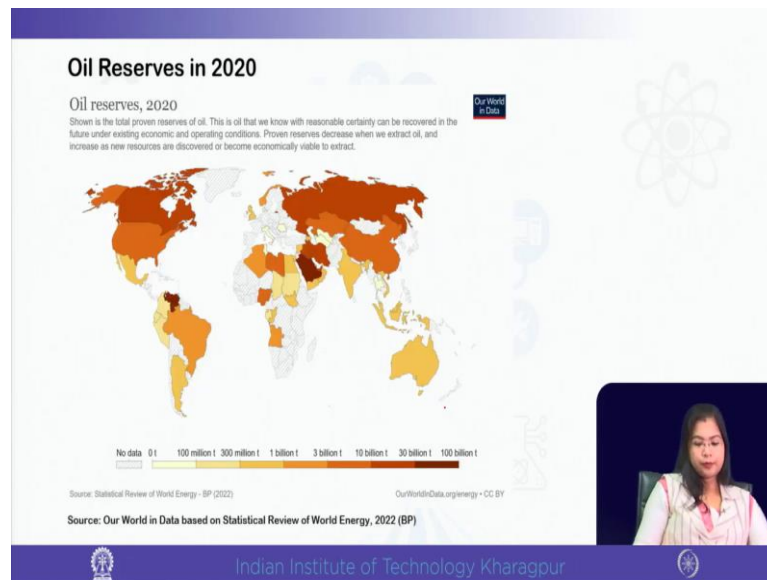 Oil Reserves in 2020
Oil reserves, 2020
Our World
in Data
Shown is the total proven reserves of oil. This is oil that we know with reasonable certainty can be recovered in the
future under existing economic and operating conditions. Proven reserves decrease when we extract oil, and
increase as new resources are discovered or become economically viable to extract.
No data 0 t 100 million t 300 million t 1 billion t 3 billion t 10 billion t 30 billion t 100 billion t
Source: Statistical Review of World Energy - BP (2022) OurWorldInData.org/energy • CC BY
Source: Our World in Data based on Statistical Review of World Energy, 2022 (BP)
Indian Institute of Technology Kharagpur